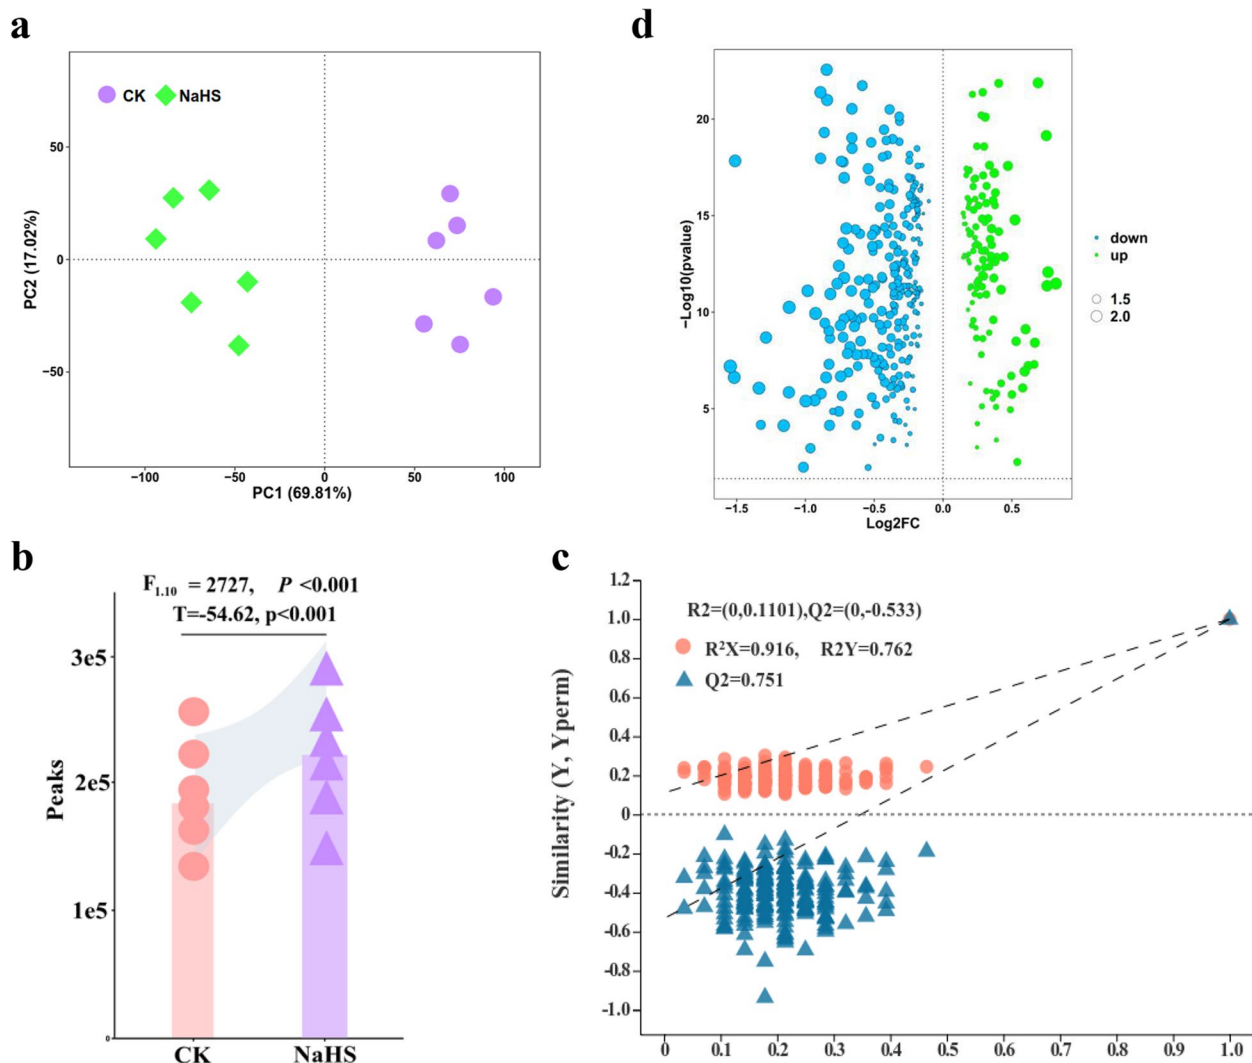 a
CK NaHS
PC2 (17.02%)
50
0
−50
−100 −50 0 50 100
PC1 (69.81%)
d
−Log10(pvalue)
20
15
10
5
−1.5 −1.0 −0.5 0.0 0.5
Log2FC
down
up
1.5
2.0
b
F1.10 = 2727, P <0.001
T=-54.62, p<0.001
Peaks
3e5
2e5
1e5
0
CK NaHS
c
Similarity (Y, Yperm)
1.2
1.0
0.8
0.6
0.4
0.2
0
-0.2
-0.4
-0.6
-0.8
-1.0
R2=(0,0.1101),Q2=(0,-0.533)
R²X=0.916, R2Y=0.762
Q2=0.751
0 0.1 0.2 0.3 0.4 0.5 0.6 0.7 0.8 0.9 1.0